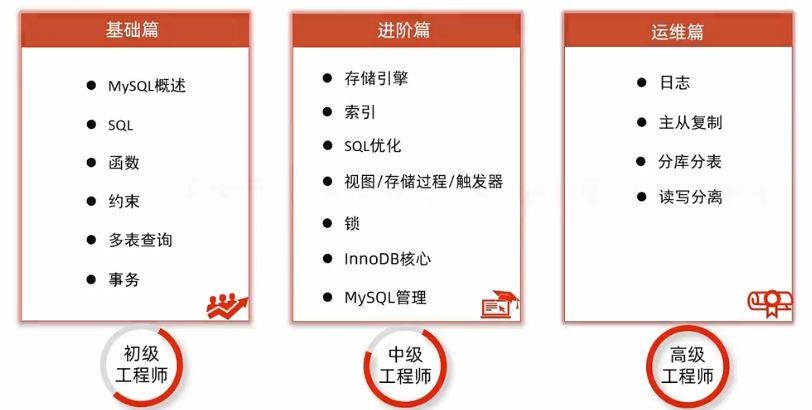 基础篇
MySQL概述
SQL
函数
约束
多表查询
事务
初级
工程师
进阶篇
存储引擎
索引
SQL优化
视图/存储过程/触发器
锁
InnoDB核心
MySQL管理
中级
工程师
运维篇
日志
主从复制
分库分表
读写分离
高级
工程师